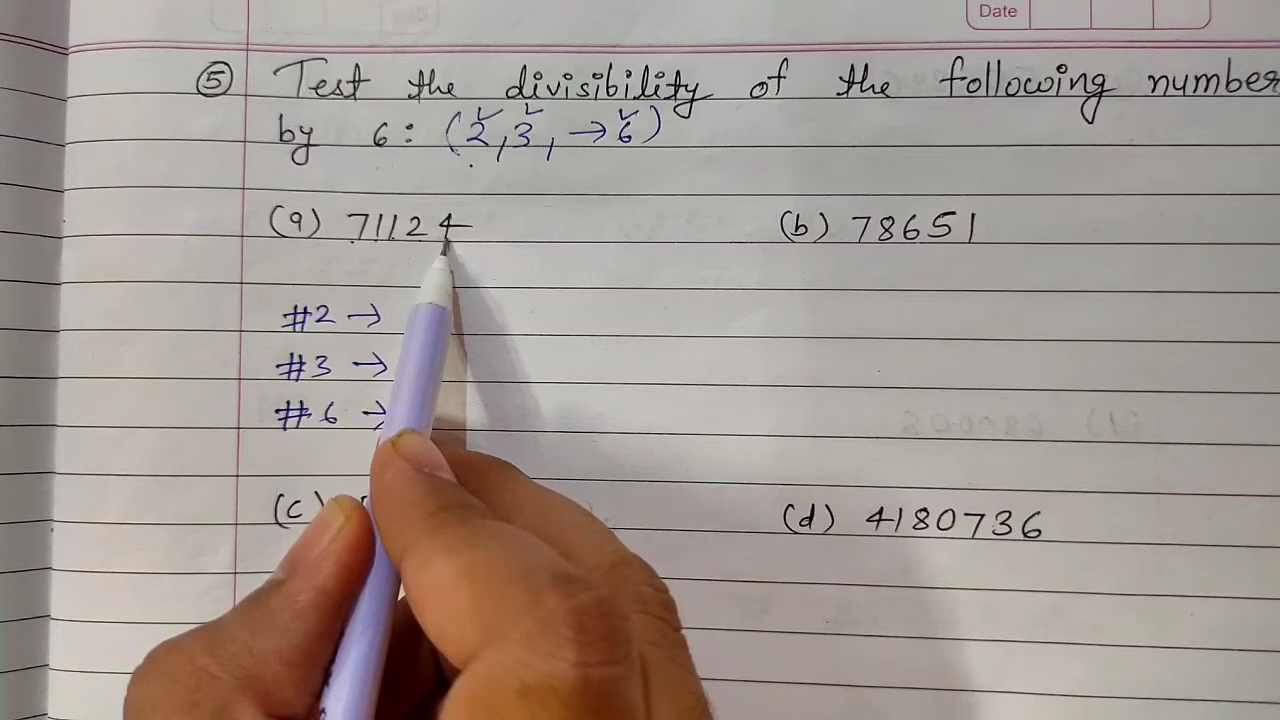 Date
⑤ Test the divisibility of the following number
by 6: (2, 3, → 6)
(a) 71124
(b) 78651
#2 →
#3 →
#6 →
(c)
(d) 4180736